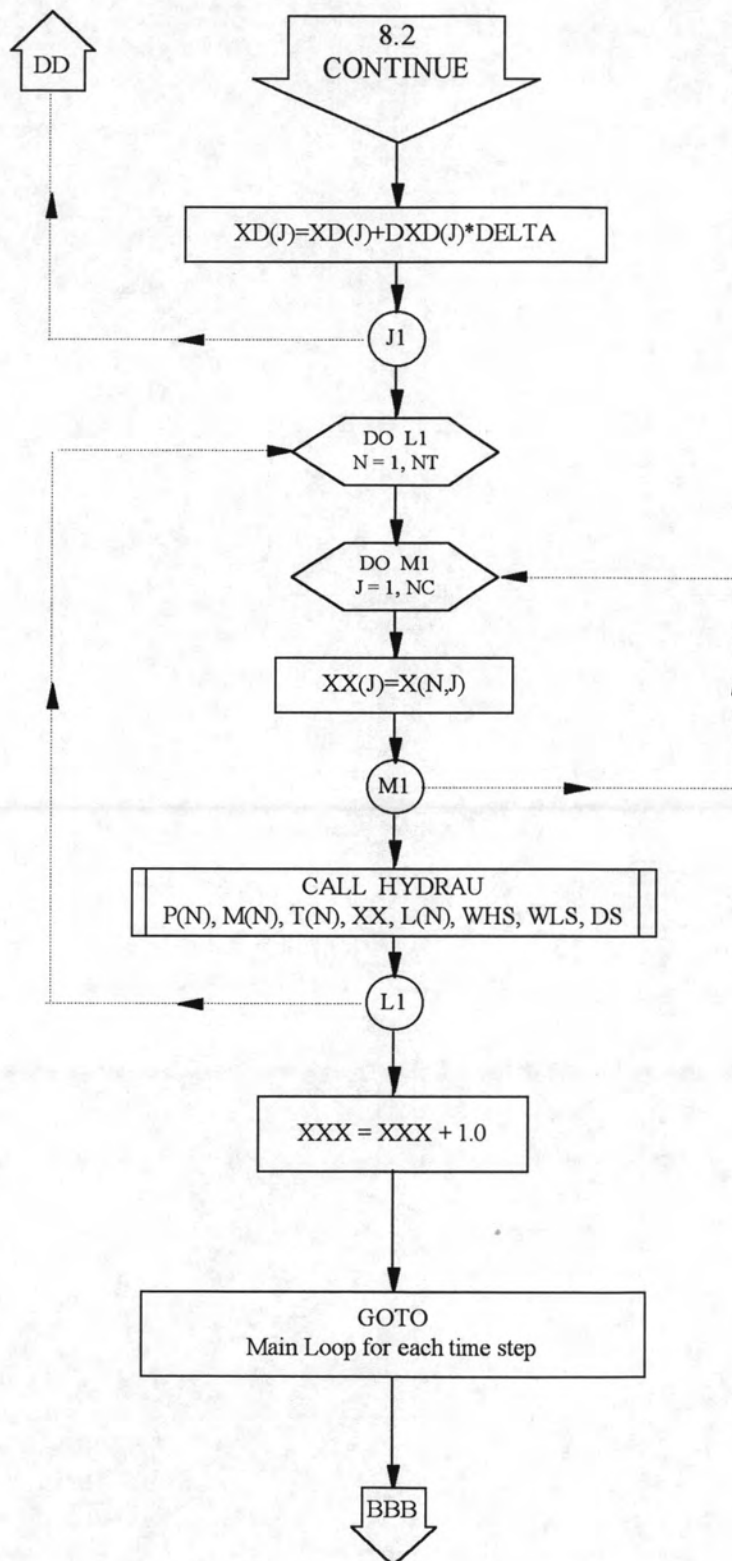 DD
8.2
CONTINUE
XD(J)=XD(J)+DXD(J)*DELTA
J1
DO L1
N = 1, NT
DO M1
J = 1, NC
XX(J)=X(N,J)
M1
CALL HYDRAU
P(N), M(N), T(N), XX, L(N), WHS, WLS, DS
L1
XXX = XXX + 1.0
GOTO
Main Loop for each time step
BBB